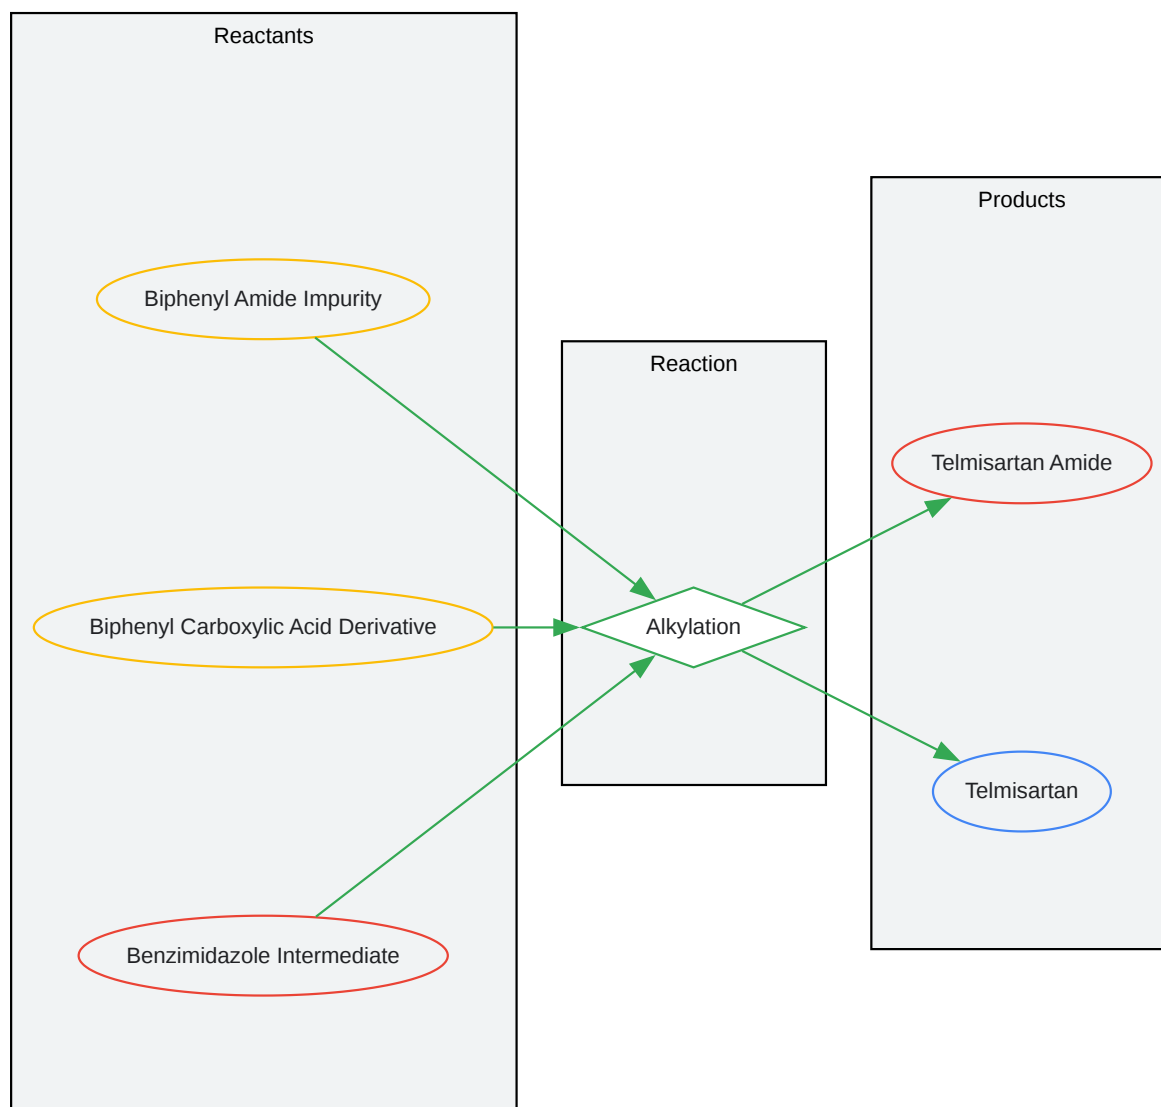 Reactants
Biphenyl Amide Impurity
Biphenyl Carboxylic Acid Derivative
Benzimidazole Intermediate
Reaction
Alkylation
Products
Telmisartan Amide
Telmisartan